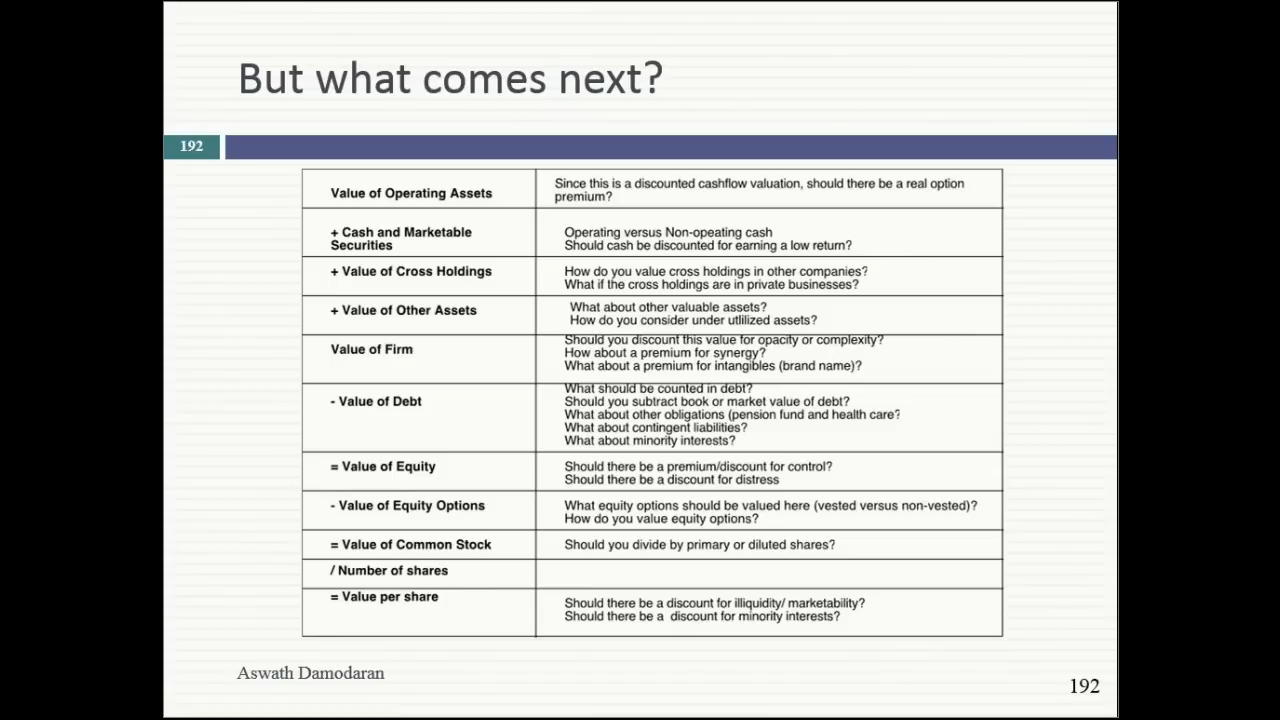 But what comes next?
192
Value of Operating Assets
Since this is a discounted cashflow valuation, should there be a real option
premium?
+ Cash and Marketable
Securities
Operating versus Non-opeating cash
Should cash be discounted for earning a low return?
+ Value of Cross Holdings
How do you value cross holdings in other companies?
What if the cross holdings are in private businesses?
+ Value of Other Assets
What about other valuable assets?
How do you consider under utlilized assets?
Value of Firm
Should you discount this value for opacity or complexity?
How about a premium for synergy?
What about a premium for intangibles (brand name)?
- Value of Debt
What should be counted in debt?
Should you subtract book or market value of debt?
What about other obligations (pension fund and health care?
What about contingent liabilities?
What about minority interests?
= Value of Equity
Should there be a premium/discount for control?
Should there be a discount for distress
- Value of Equity Options
What equity options should be valued here (vested versus non-vested)?
How do you value equity options?
= Value of Common Stock
Should you divide by primary or diluted shares?
/ Number of shares
= Value per share
Should there be a discount for illiquidity/ marketability?
Should there be a  discount for minority interests?
Aswath Damodaran
192